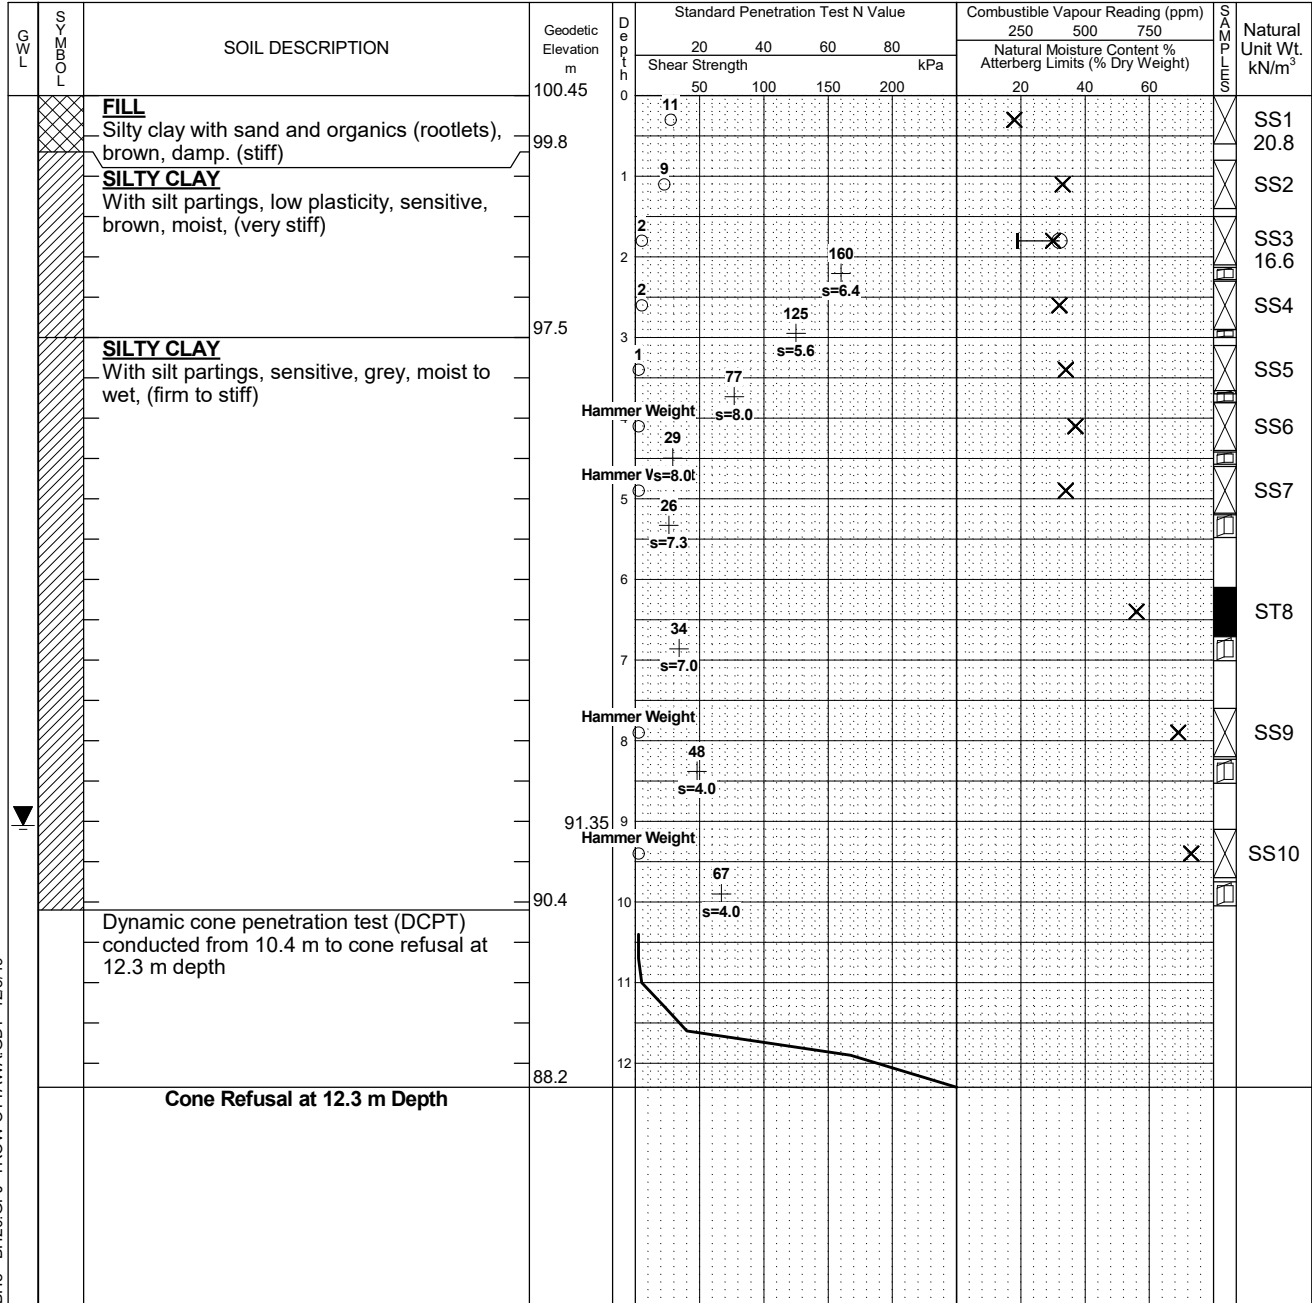 GWL
SYMBOL
SOIL DESCRIPTION
Geodetic
Elevation
m
100.45
Depth
Standard Penetration Test N Value
20 40 60 80
Shear Strength kPa
50 100 150 200
Combustible Vapour Reading (ppm)
250 500 750
Natural Moisture Content %
Atterberg Limits (% Dry Weight)
20 40 60
SAMPLES
Natural
Unit Wt.
kN/m³
FILL
Silty clay with sand and organics (rootlets),
brown, damp. (stiff)
99.8
SILTY CLAY
With silt partings, low plasticity, sensitive,
brown, moist, (very stiff)
97.5
SILTY CLAY
With silt partings, sensitive, grey, moist to
wet, (firm to stiff)
91.35
90.4
Dynamic cone penetration test (DCPT)
conducted from 10.4 m to cone refusal at
12.3 m depth
88.2
Cone Refusal at 12.3 m Depth
0
1
2
3
5
6
7
8
9
10
11
12
11
9
2
160
s=6.4
2
125
s=5.6
1
77
s=8.0
Hammer Weight
29
s=8.0
Hammer
26
s=7.3
34
s=7.0
Hammer Weight
48
s=4.0
Hammer Weight
67
s=4.0
SS1
20.8
SS2
SS3
16.6
SS4
SS5
SS6
SS7
ST8
SS9
SS10